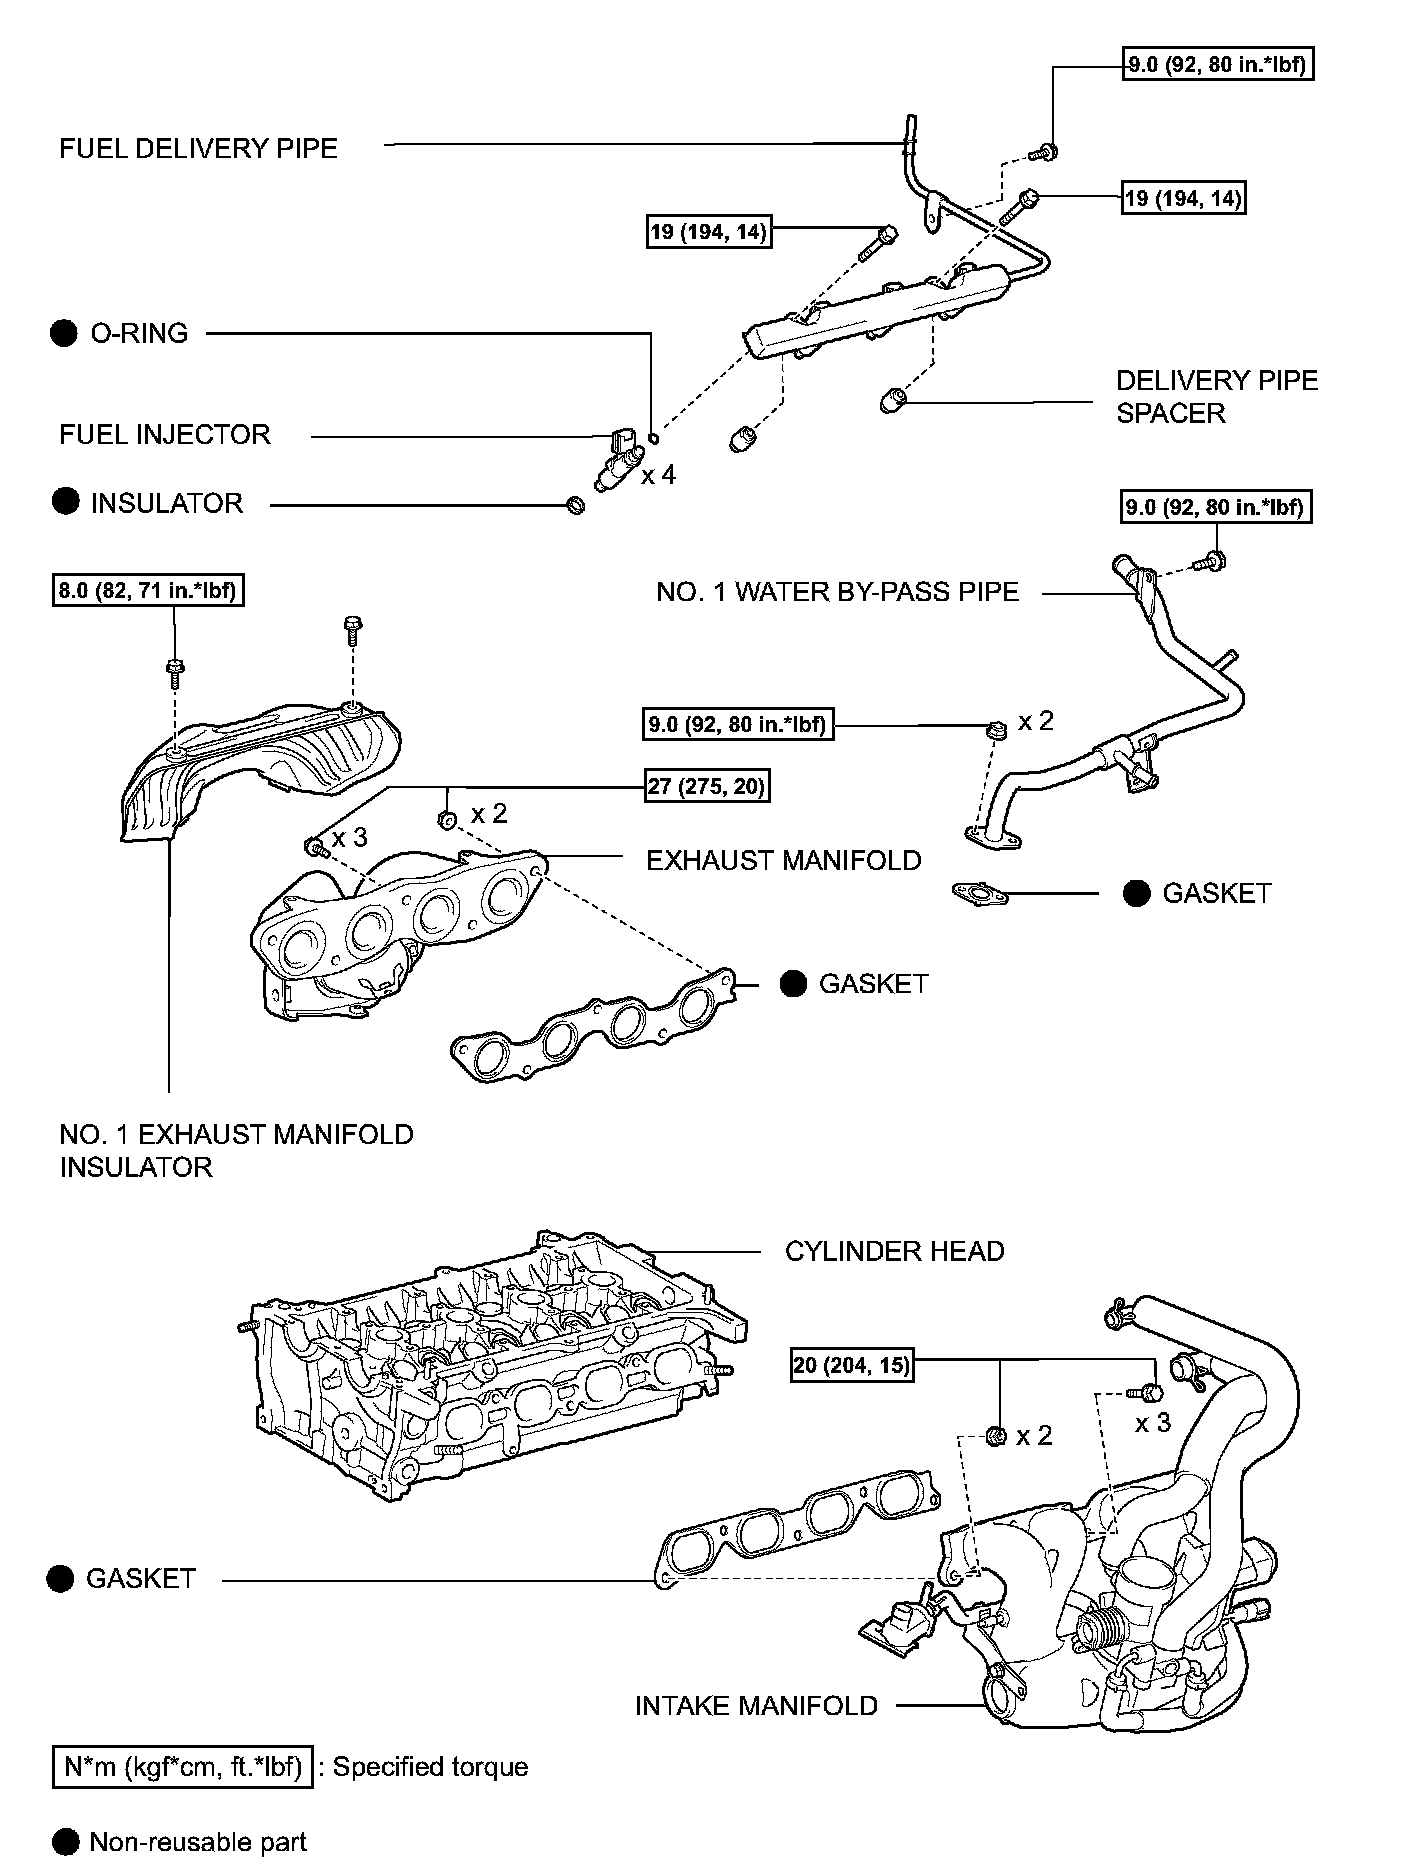 9.0 (92, 80 in.*lbf)
FUEL DELIVERY PIPE
19 (194, 14)
19 (194, 14)
O-RING
DELIVERY PIPE
SPACER
FUEL INJECTOR
x 4
INSULATOR
9.0 (92, 80 in.*lbf)
8.0 (82, 71 in.*lbf)
NO. 1 WATER BY-PASS PIPE
9.0 (92, 80 in.*lbf)
x 2
27 (275, 20)
x 2
x 3
EXHAUST MANIFOLD
GASKET
GASKET
NO. 1 EXHAUST MANIFOLD
INSULATOR
CYLINDER HEAD
20 (204, 15)
x 3
x 2
GASKET
INTAKE MANIFOLD
N*m (kgf*cm, ft.*lbf) : Specified torque
Non-reusable part